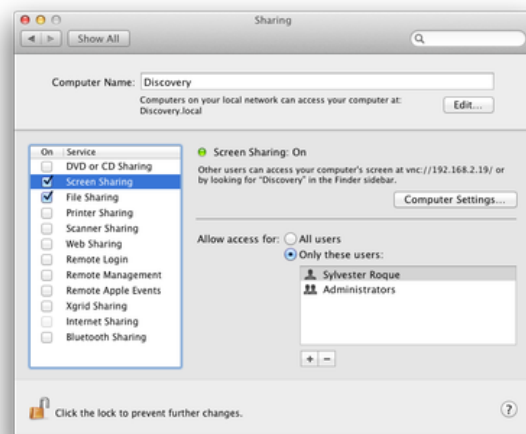 Sharing
Show All
Computer Name: Discovery
Computers on your local network can access your computer at:
Discovery.local
Edit...
On Service
DVD or CD Sharing
Screen Sharing
File Sharing
Printer Sharing
Scanner Sharing
Web Sharing
Remote Login
Remote Management
Remote Apple Events
Xgrid Sharing
Internet Sharing
Bluetooth Sharing
Screen Sharing: On
Other users can access your computer's screen at vnc://192.168.2.19/ or
by looking for "Discovery" in the Finder sidebar.
Computer Settings...
Allow access for: All users
Only these users:
Sylvester Roque
Administrators
+ −
Click the lock to prevent further changes.
?